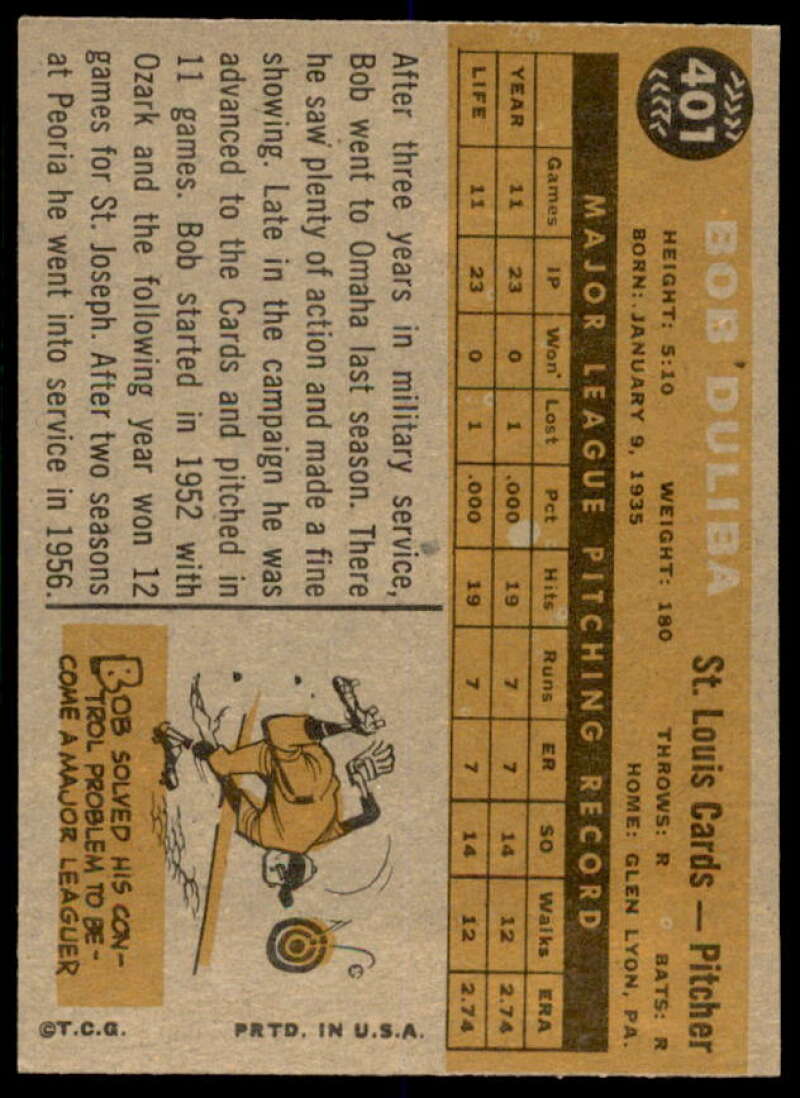 401
BOB DULIBA
St. Louis Cards — Pitcher
HEIGHT: 5:10 WEIGHT: 180 THROWS: R BATS: R
BORN: JANUARY 9, 1935 HOME: GLEN LYON, PA.
MAJOR LEAGUE PITCHING RECORD
Games IP Won Lost Pct Hits Runs ER SO Walks ERA
YEAR 11 23 0 1 .000 19 7 7 14 12 2.74
LIFE 11 23 0 1 .000 19 7 7 14 12 2.74
After three years in military service,
Bob went to Omaha last season. There
he saw plenty of action and made a fine
showing. Late in the campaign he was
advanced to the Cards and pitched in
11 games. Bob started in 1952 with
Ozark and the following year won 12
games for St. Joseph. After two seasons
at Peoria he went into service in 1956.
BOB SOLVED HIS CON-
TROL PROBLEM TO BE-
COME A MAJOR LEAGUER
©T.C.G. PRTD. IN U.S.A.